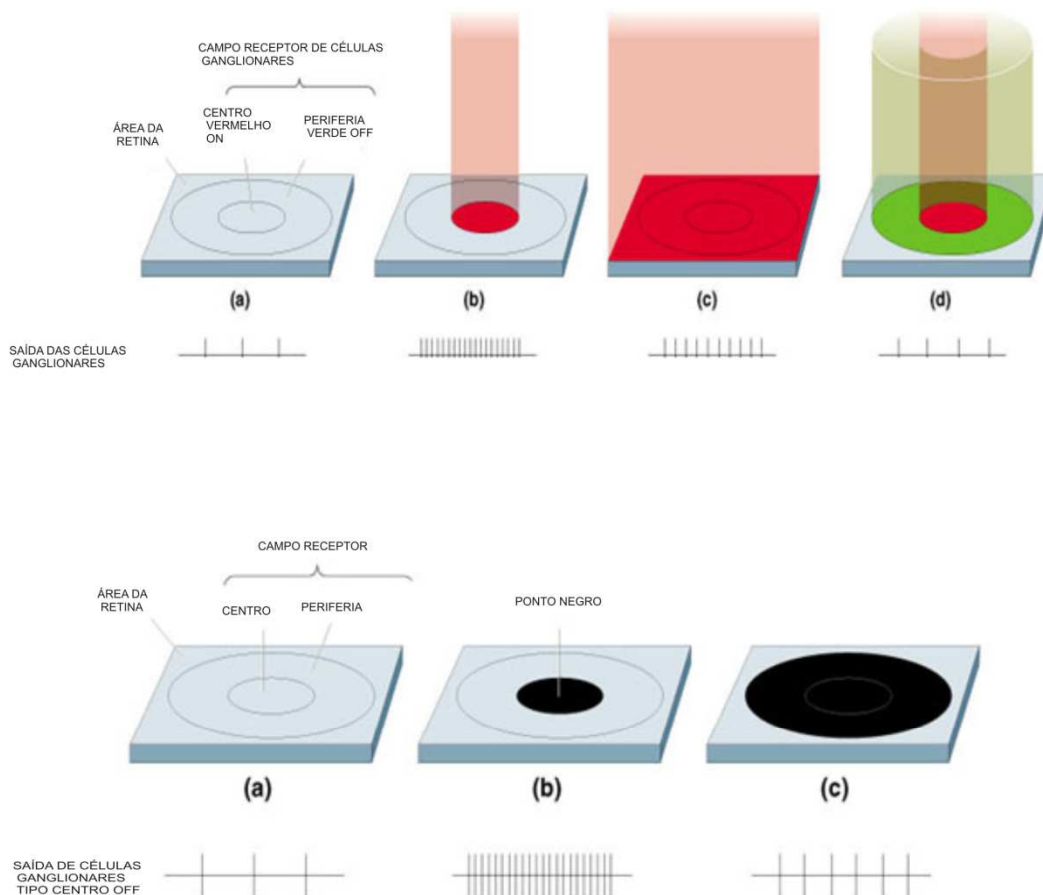 CAMPO RECEPTOR DE CÉLULAS
GANGLIONARES
ÁREA DA
RETINA
CENTRO
VERMELHO
ON
PERIFERIA
VERDE OFF
(a)
(b)
(c)
(d)
SAÍDA DAS CÉLULAS
GANGLIONARES
CAMPO RECEPTOR
ÁREA DA
RETINA
CENTRO
PERIFERIA
PONTO NEGRO
(a)
(b)
(c)
SAÍDA DE CÉLULAS
GANGLIONARES
TIPO CENTRO OFF